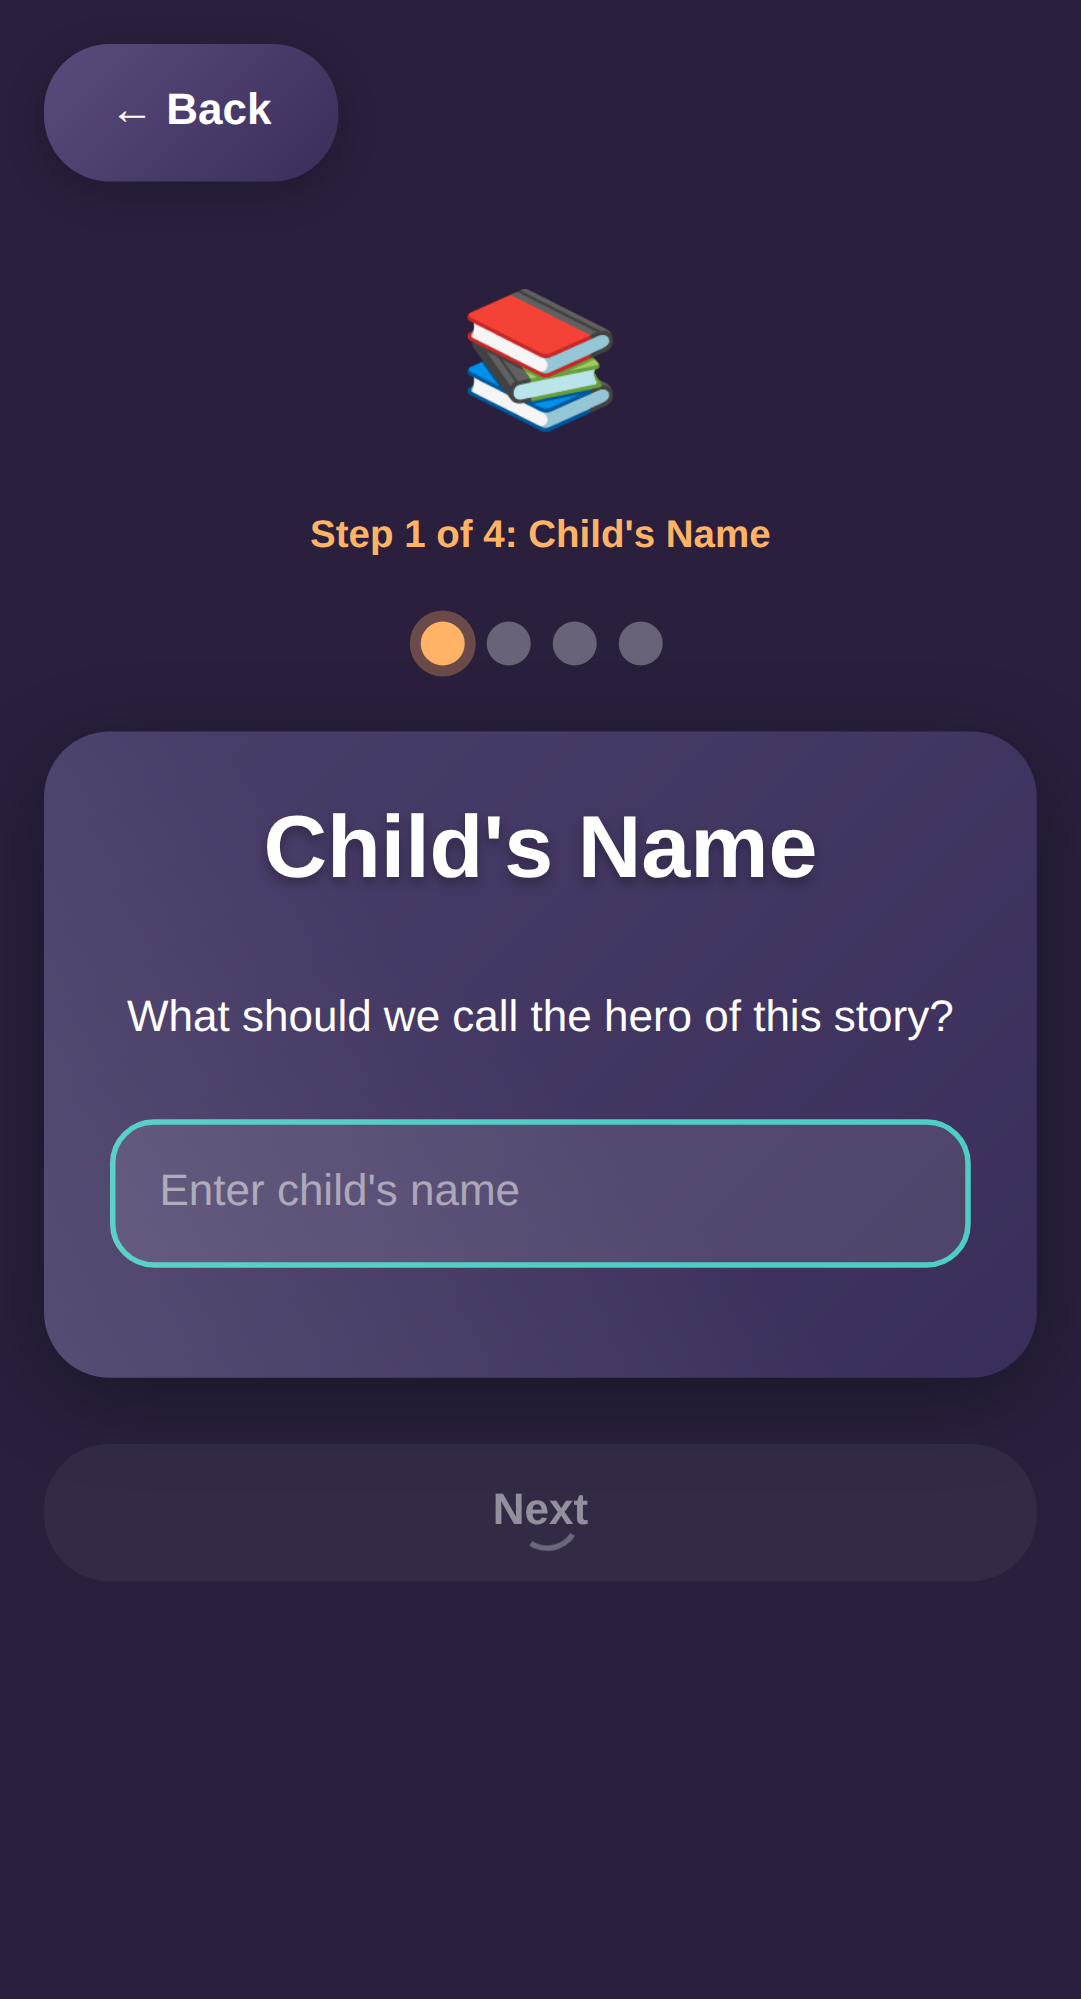 ← Back
Step 1 of 4: Child's Name
Child's Name
What should we call the hero of this story?
Enter child's name
Next